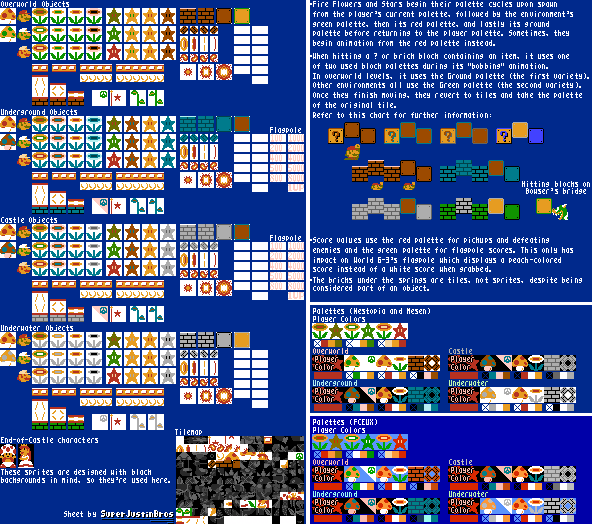 Overworld Objects
Underground Objects
Flagpole
Castle Objects
Flagpole
Underwater Objects
End-of-Castle characters
These sprites are designed with black
backgrounds in mind, so they're used here.
Sheet by SuperJustinBros
Tilemap
•Fire Flowers and Stars begin their palette cycles upon spawn
from the player's current palette, followed by the environment's
green palette, then its red palette, and lastly its ground
palette before returning to the player palette. Sometimes, they
begin animation from the red palette instead.
•When hitting a ? or brick block containing an item, it uses one
of two used block palettes during its "bobbing" animation.
In overworld levels, it uses the Ground palette (the first variety).
Other environments all use the Green palette (the second variety).
Once they finish moving, they revert to tiles and take the palette
of the original tile.
Refer to this chart for further information:
Hitting blocks on
Bowser's bridge
•Score values use the red palette for pickups and defeating
enemies and the green palette for flagpole scores. This only has
impact on World 6-3's flagpole which displays a peach-colored
score instead of a white score when grabbed.
•The bricks under the springs are tiles, not sprites, despite being
considered part of an object.
Palettes (Nestopia and Mesen)
Player Colors
Overworld
Player
Color
Castle
Player
Color
Underground
Player
Color
Underwater
Player
Color
Palettes (FCEUX)
Player Colors
Overworld
Player
Color
Castle
Player
Color
Underground
Player
Color
Underwater
Player
Color